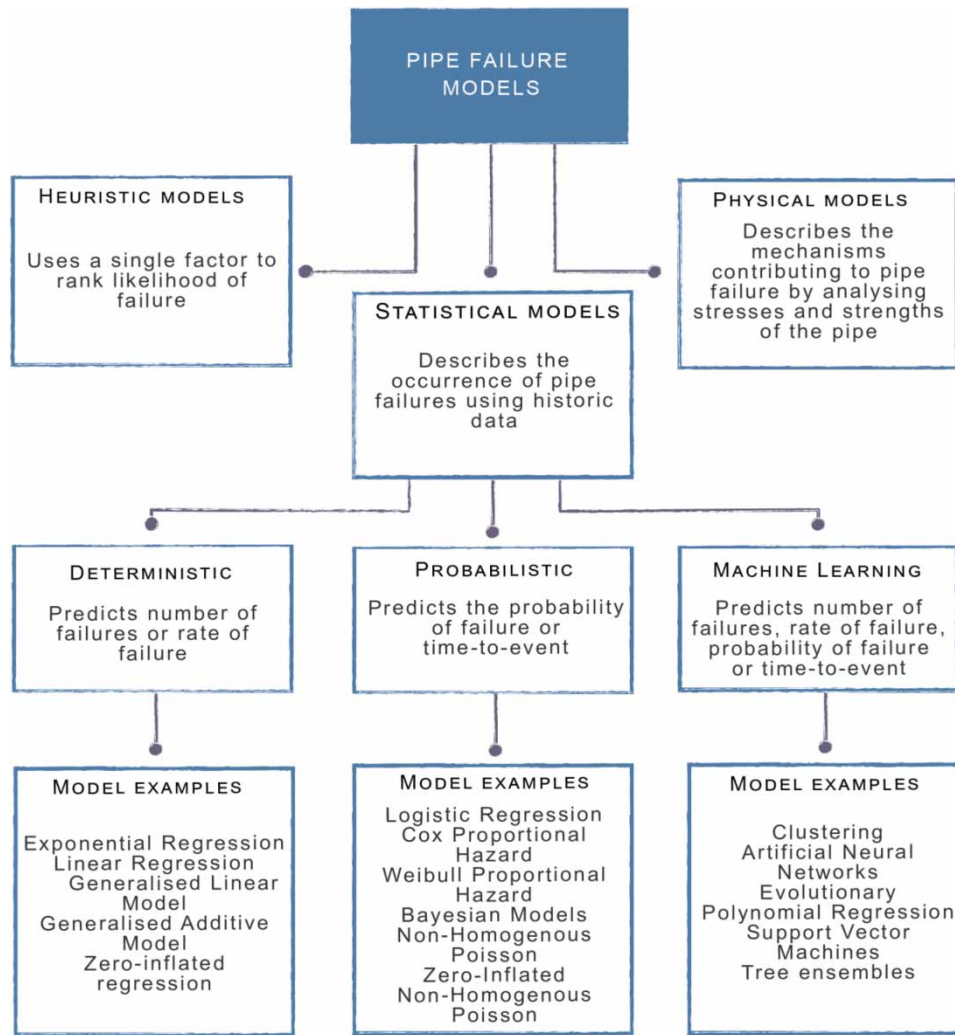 PIPE FAILURE
MODELS
HEURISTIC MODELS
Uses a single factor to
rank likelihood of
failure
STATISTICAL MODELS
Describes the
occurrence of pipe
failures using historic
data
PHYSICAL MODELS
Describes the
mechanisms
contributing to pipe
failure by analysing
stresses and strengths
of the pipe
DETERMINISTIC
Predicts number of
failures or rate of
failure
PROBABILISTIC
Predicts the probability
of failure or
time-to-event
MACHINE LEARNING
Predicts number of
failures, rate of failure,
probability of failure
or time-to-event
MODEL EXAMPLES
Exponential Regression
Linear Regression
Generalised Linear
Model
Generalised Additive
Model
Zero-inflated
regression
MODEL EXAMPLES
Logistic Regression
Cox Proportional
Hazard
Weibull Proportional
Hazard
Bayesian Models
Non-Homogenous
Poisson
Zero-Inflated
Non-Homogenous
Poisson
MODEL EXAMPLES
Clustering
Artificial Neural
Networks
Evolutionary
Polynomial Regression
Support Vector
Machines
Tree ensembles